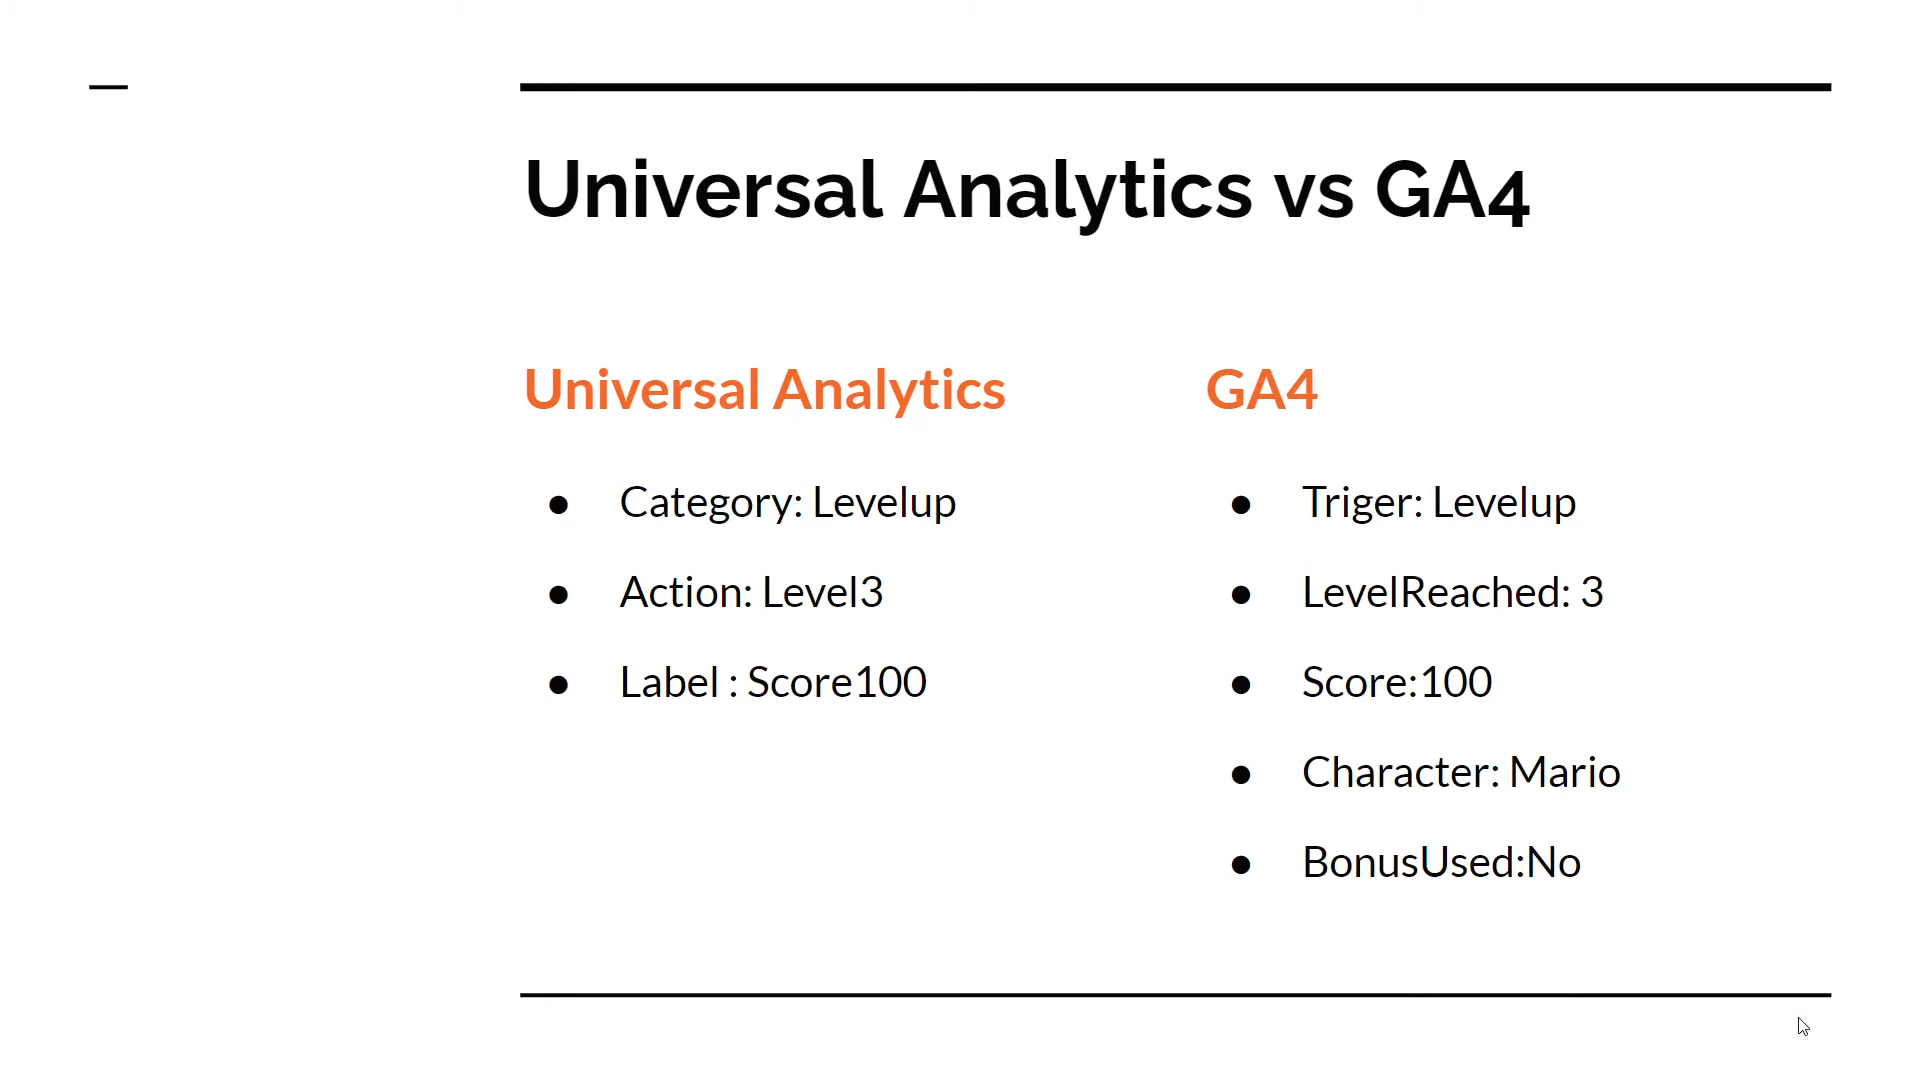 Universal Analytics vs GA4
Universal Analytics
● Category: Levelup
● Action: Level3
● Label : Score100
GA4
● Triger: Levelup
● LevelReached: 3
● Score:100
● Character: Mario
● BonusUsed:No